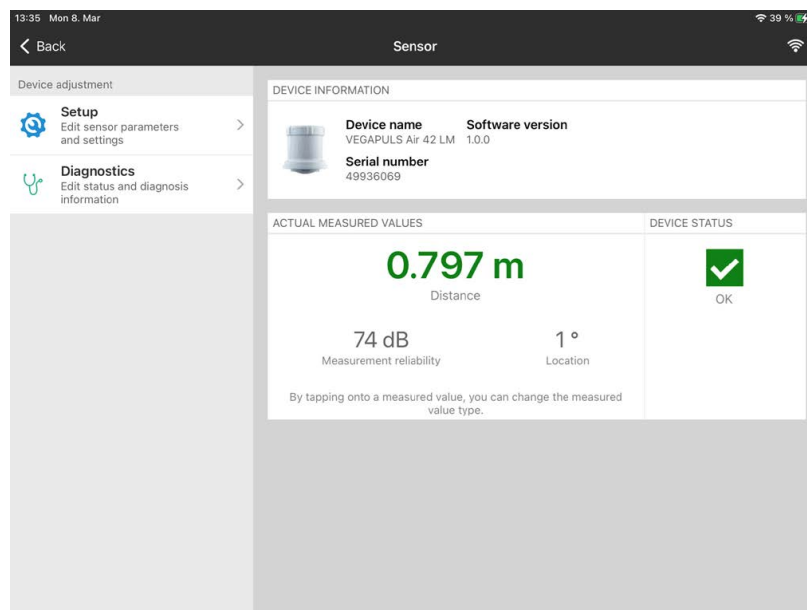 13:35 Mon 8. Mar
39 %
Back
Sensor
Device adjustment
Setup
Edit sensor parameters
and settings
Diagnostics
Edit status and diagnosis
information
DEVICE INFORMATION
Device name
VEGAPULS Air 42 LM
Software version
1.0.0
Serial number
49936069
ACTUAL MEASURED VALUES
0.797 m
Distance
74 dB
Measurement reliability
1 °
Location
By tapping onto a measured value, you can change the measured
value type.
DEVICE STATUS
OK